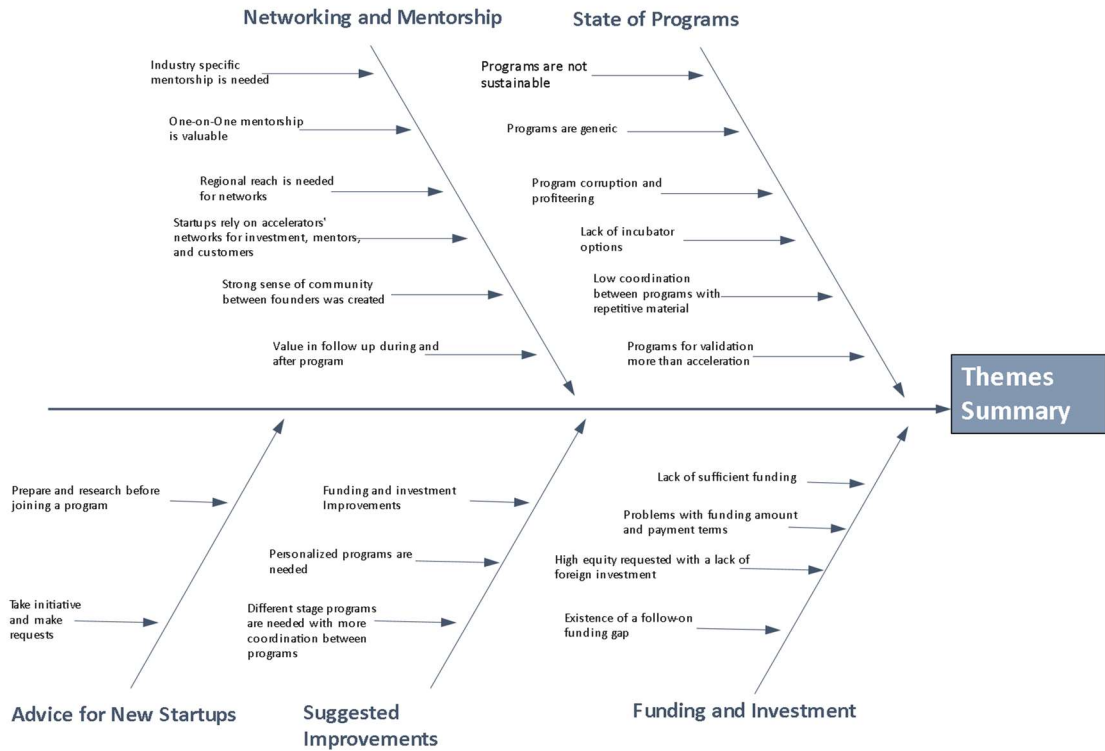 Networking and Mentorship
Industry specific
mentorship is needed
One-on-One mentorship
is valuable
Regional reach is needed
for networks
Startups rely on accelerators'
networks for investment, mentors,
and customers
Strong sense of community
between founders was created
Value in follow up during and
after program
State of Programs
Programs are not
sustainable
Programs are generic
Program corruption and
profiteering
Lack of incubator
options
Low coordination
between programs with
repetitive material
Programs for validation
more than acceleration
Themes
Summary
Prepare and research before
joining a program
Take initiative
and make
requests
Advice for New Startups
Funding and investment
Improvements
Personalized programs are
needed
Different stage programs
are needed with more
coordination between
programs
Suggested
Improvements
Lack of sufficient funding
Problems with funding amount
and payment terms
High equity requested with a lack of
foreign investment
Existence of a follow-on
funding gap
Funding and Investment